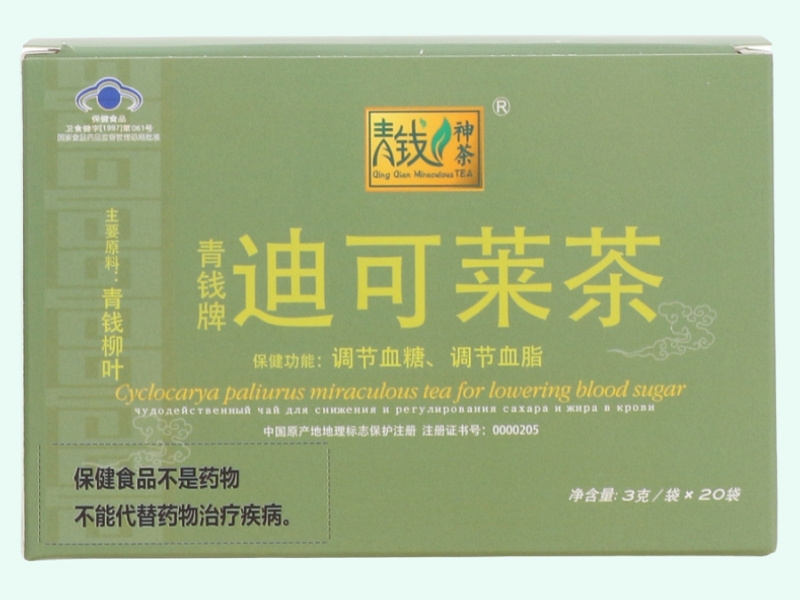 保健食品
卫食健字[1997]第061号
国家食品药品监督管理总局批准
青钱神茶
®
Qing Qian Miraculous TEA
主要原料：青钱柳叶
青钱牌
迪可莱茶
保健功能：调节血糖、调节血脂
Cyclocarya paliurus miraculous tea for lowering blood sugar
чудодейственный чай для снижения и регулирования сахара и жира в крови
中国原产地地理标志保护注册 注册证书号：0000205
保健食品不是药物
不能代替药物治疗疾病。
净含量: 3克/袋×20袋